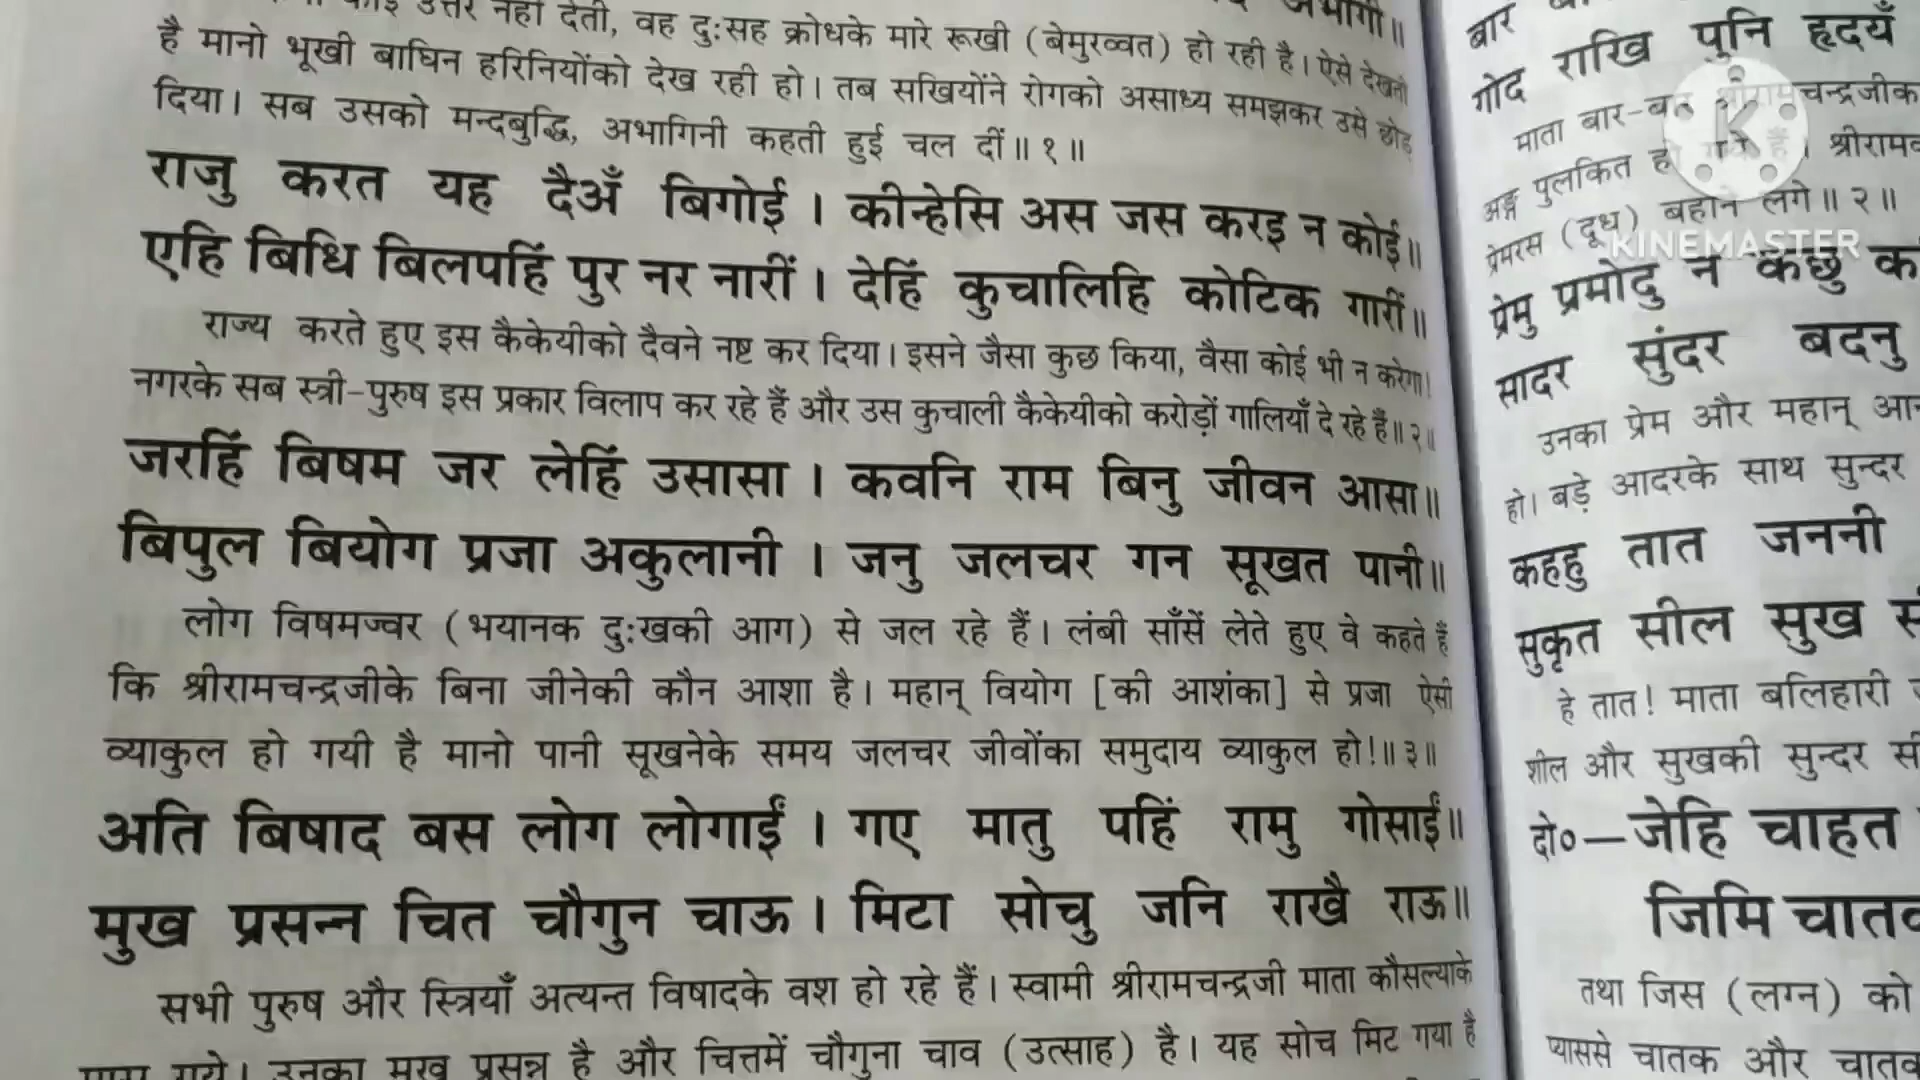 उत्तर नहीं देती, वह दुःसह क्रोधके मारे रूखी (बेमुरव्वत) हो रही है। ऐसे देखती
है मानो भूखी बाघिन हरिनियोंको देख रही हो। तब सखियोंने रोगको असाध्य समझकर उसे छोड़
दिया। सब उसको मन्दबुद्धि, अभागिनी कहती हुई चल दीं॥ १॥
राजु करत यह दैअँ बिगोई। कीन्हेसि अस जस करइ न कोई॥
एहि बिधि बिलपहिं पुर नर नारीं। देहिं कुचालिहि कोटिक गारीं॥
राज्य करते हुए इस कैकेयीको दैवने नष्ट कर दिया। इसने जैसा कुछ किया, वैसा कोई भी न करेगा।
नगरके सब स्त्री-पुरुष इस प्रकार विलाप कर रहे हैं और उस कुचाली कैकेयीको करोड़ों गालियाँ दे रहे हैं॥ २॥
जरहिं बिषम जर लेहिं उसासा। कवनि राम बिनु जीवन आसा॥
बिपुल बियोग प्रजा अकुलानी। जनु जलचर गन सूखत पानी॥
लोग विषमज्वर (भयानक दुःखकी आग) से जल रहे हैं। लंबी साँसें लेते हुए वे कहते हैं
कि श्रीरामचन्द्रजीके बिना जीनेकी कौन आशा है। महान् वियोग [की आशंका] से प्रजा ऐसी
व्याकुल हो गयी है मानो पानी सूखनेके समय जलचर जीवोंका समुदाय व्याकुल हो!॥ ३॥
अति बिषाद बस लोग लोगाईं। गए मातु पहिं रामु गोसाईं॥
मुख प्रसन्न चित चौगुन चाऊ। मिटा सोचु जनि राखै राऊ॥
सभी पुरुष और स्त्रियाँ अत्यन्त विषादके वश हो रहे हैं। स्वामी श्रीरामचन्द्रजी माता कौसल्याके
पास गये। उनका मुख प्रसन्न है और चित्तमें चौगुना चाव (उत्साह) है। यह सोच मिट गया है
बार
गोद राखि पुनि हृदयँ
माता बार-बार श्रीरामचन्द्रजीक
अङ्ग पुलकित हो गये हैं। श्रीराम
प्रेमरस (दूध) बहाने लगे॥ २॥
प्रेमु प्रमोदु न कछु क
सादर सुंदर बदनु
उनका प्रेम और महान् आन
हो। बड़े आदरके साथ सुन्दर
कहहु तात जननी
सुकृत सील सुख
हे तात! माता बलिहारी
शील और सुखकी सुन्दर सी
दो०—जेहि चाहत
जिमि चातक
तथा जिस (लग्न) को
प्याससे चातक और चातक
KINEMASTER